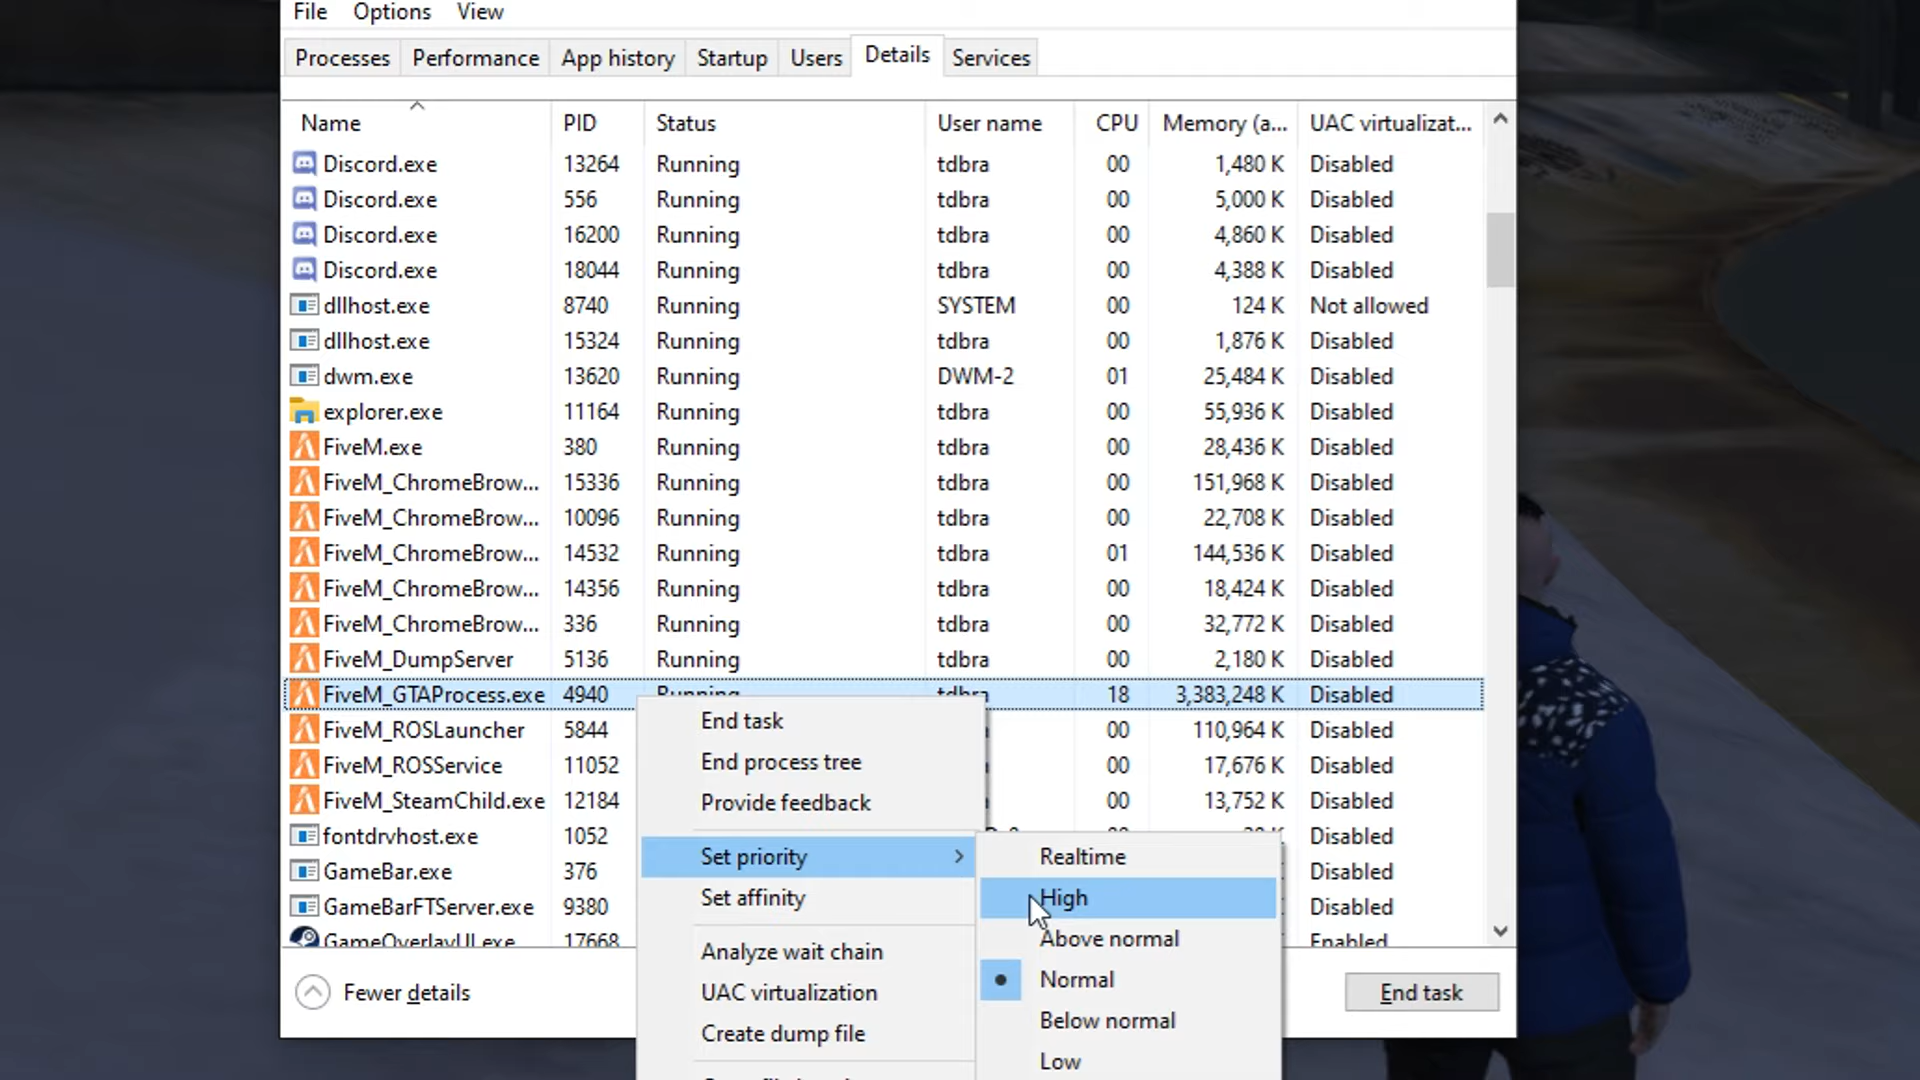 File Options View
Processes Performance App history Startup Users Details Services
Name PID Status User name CPU Memory (a... UAC virtualizat...
Discord.exe 13264 Running tdbra 00 1,480 K Disabled
Discord.exe 556 Running tdbra 00 5,000 K Disabled
Discord.exe 16200 Running tdbra 00 4,860 K Disabled
Discord.exe 18044 Running tdbra 00 4,388 K Disabled
dllhost.exe 8740 Running SYSTEM 00 124 K Not allowed
dllhost.exe 15324 Running tdbra 00 1,876 K Disabled
dwm.exe 13620 Running DWM-2 01 25,484 K Disabled
explorer.exe 11164 Running tdbra 00 55,936 K Disabled
FiveM.exe 380 Running tdbra 00 28,436 K Disabled
FiveM_ChromeBrow... 15336 Running tdbra 00 151,968 K Disabled
FiveM_ChromeBrow... 10096 Running tdbra 00 22,708 K Disabled
FiveM_ChromeBrow... 14532 Running tdbra 01 144,536 K Disabled
FiveM_ChromeBrow... 14356 Running tdbra 00 18,424 K Disabled
FiveM_ChromeBrow... 336 Running tdbra 00 32,772 K Disabled
FiveM_DumpServer 5136 Running tdbra 00 2,180 K Disabled
FiveM_GTAProcess.exe 4940 Running tdbra 18 3,383,248 K Disabled
FiveM_ROSLauncher 5844 00 110,964 K Disabled
FiveM_ROSService 11052 00 17,676 K Disabled
FiveM_SteamChild.exe 12184 00 13,752 K Disabled
fontdrvhost.exe 1052 Disabled
GameBar.exe 376 Disabled
GameBarFTServer.exe 9380 Disabled
GameOverlayUI.exe 17668 Enabled
End task
End process tree
Provide feedback
Set priority
Set affinity
Analyze wait chain
UAC virtualization
Create dump file
Realtime
High
Above normal
Normal
Below normal
Low
Fewer details
End task